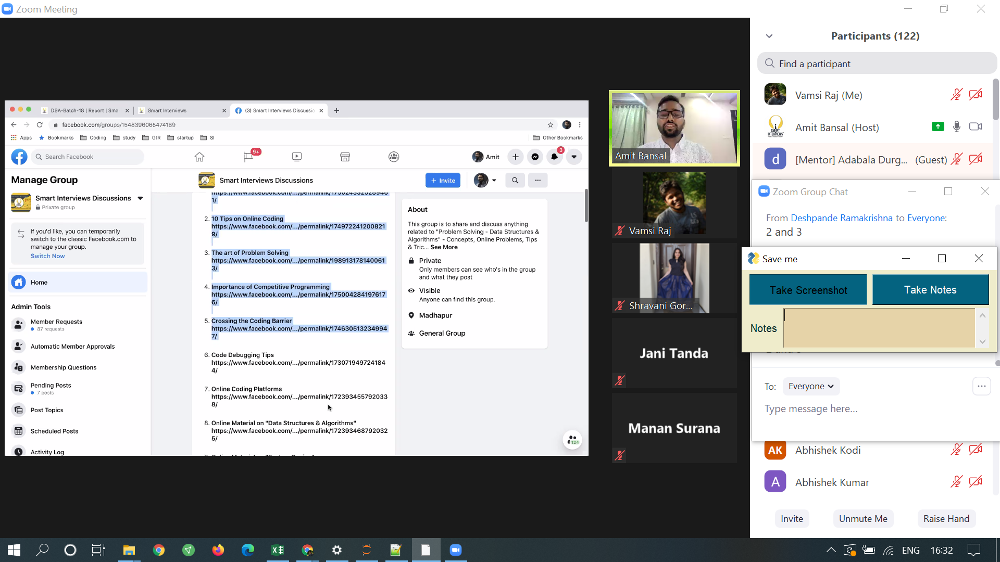 Zoom Meeting
DSA-Batch-18 | Report | Smar
Smart Interviews
(3) Smart Interviews Discussio
facebook.com/groups/1548396065474189
Apps
Bookmarks
Coding
study
GtR
startup
SI
Other Bookmarks
Search Facebook
9+
Amit
3
Manage Group
Smart Interviews Discussions
Private group
If you'd like, you can temporarily
switch to the classic Facebook.com to
manage your group.
Switch Now
Home
Admin Tools
Member Requests
87 requests
Automatic Member Approvals
Membership Questions
Pending Posts
7 posts
Post Topics
Scheduled Posts
Activity Log
Smart Interviews Discussions
+ Invite
1/
2. 10 Tips on Online Coding
https://www.facebook.com/.../permalink/174972241200821
9/
3. The art of Problem Solving
https://www.facebook.com/.../permalink/198913178140061
3/
4. Importance of Competitive Programming
https://www.facebook.com/.../permalink/175004284197617
6/
5. Crossing the Coding Barrier
https://www.facebook.com/.../permalink/174630513234994
7/
6. Code Debugging Tips
https://www.facebook.com/.../permalink/173071949724184
4/
7. Online Coding Platforms
https://www.facebook.com/.../permalink/172393455792033
8/
8. Online Material on "Data Structures & Algorithms"
https://www.facebook.com/.../permalink/172393468792032
5/
About
This group is to share and discuss anything
related to "Problem Solving - Data Structures &
Algorithms" - Concepts, Online Problems, Tips
& Tric... See More
Private
Only members can see who's in the group
and what they post
Visible
Anyone can find this group.
Madhapur
General Group
124
Amit Bansal
Vamsi Raj
Shravani Gor...
Jani Tanda
Manan Surana
Participants (122)
Find a participant
Vamsi Raj (Me)
SMART
INTERVIEWS
Amit Bansal (Host)
d
[Mentor] Adabala Durg... (Guest)
Zoom Group Chat
From Deshpande Ramakrishna to Everyone:
2 and 3
Save me
Take Screenshot
Take Notes
Notes
To: Everyone
Type message here...
AK
Abhishek Kodi
A
Abhishek Kumar
Invite
Unmute Me
Raise Hand
ENG
16:32